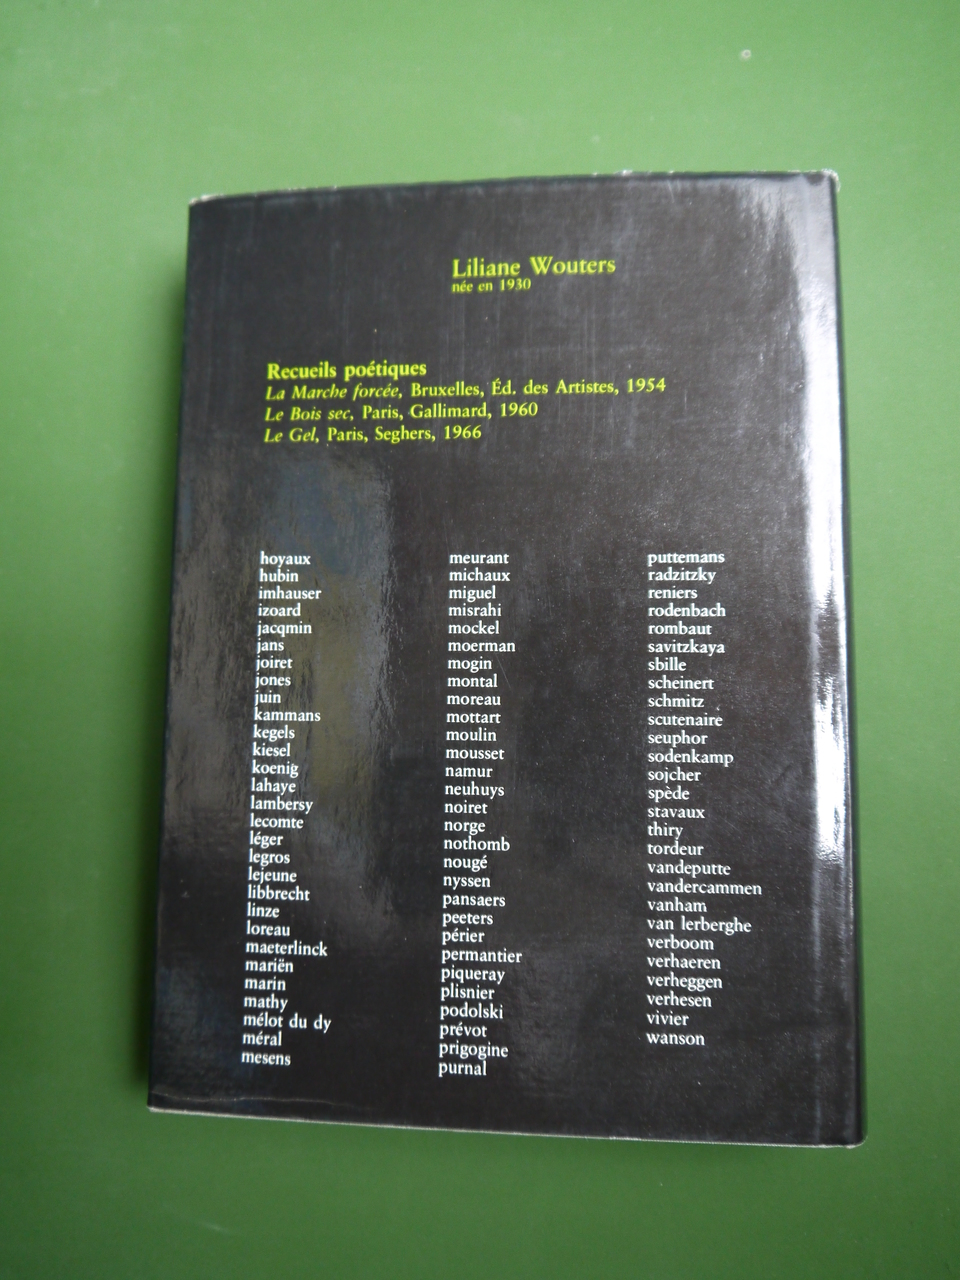 Liliane Wouters
née en 1930
Recueils poétiques
La Marche forcée, Bruxelles, Éd. des Artistes, 1954
Le Bois sec, Paris, Gallimard, 1960
Le Gel, Paris, Seghers, 1966
hoyaux
hubin
imhauser
izoard
jacqmin
jans
joiret
jones
juin
kammans
kegels
kiesel
koenig
lahaye
lambersy
lecomte
léger
legros
lejeune
libbrecht
linze
loreau
maeterlinck
mariën
marin
mathy
mélot du dy
méral
mesens
meurant
michaux
miguel
misrahi
mockel
moerman
mogin
montal
moreau
mottart
moulin
mousset
namur
neuhuys
noiret
norge
nothomb
nougé
nyssen
pansaers
peeters
périer
permantier
piqueray
plisnier
podolski
prévot
prigogine
purnal
puttemans
radzitzky
reniers
rodenbach
rombaut
savitzkaya
sbille
scheinert
schmitz
scutenaire
seuphor
sodenkamp
sojcher
spède
stavaux
thiry
tordeur
vandeputte
vandercammen
vanham
van lerberghe
verboom
verhaeren
verheggen
verhesen
vivier
wanson